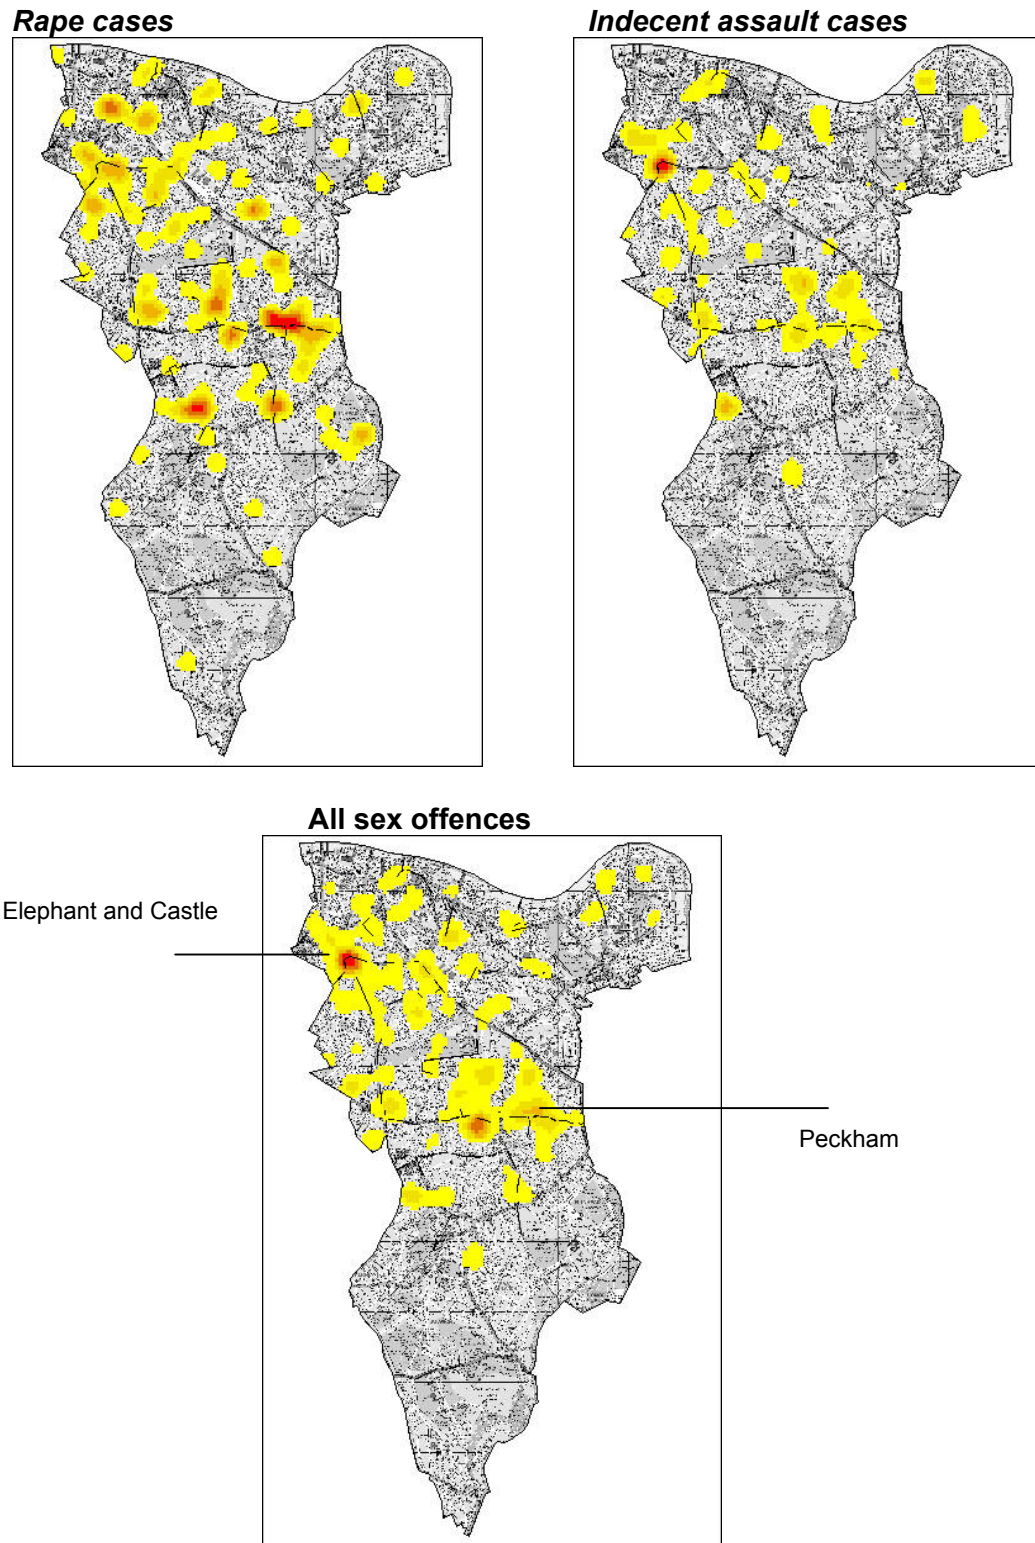 Rape cases
Indecent assault cases
All sex offences
Elephant and Castle
Peckham